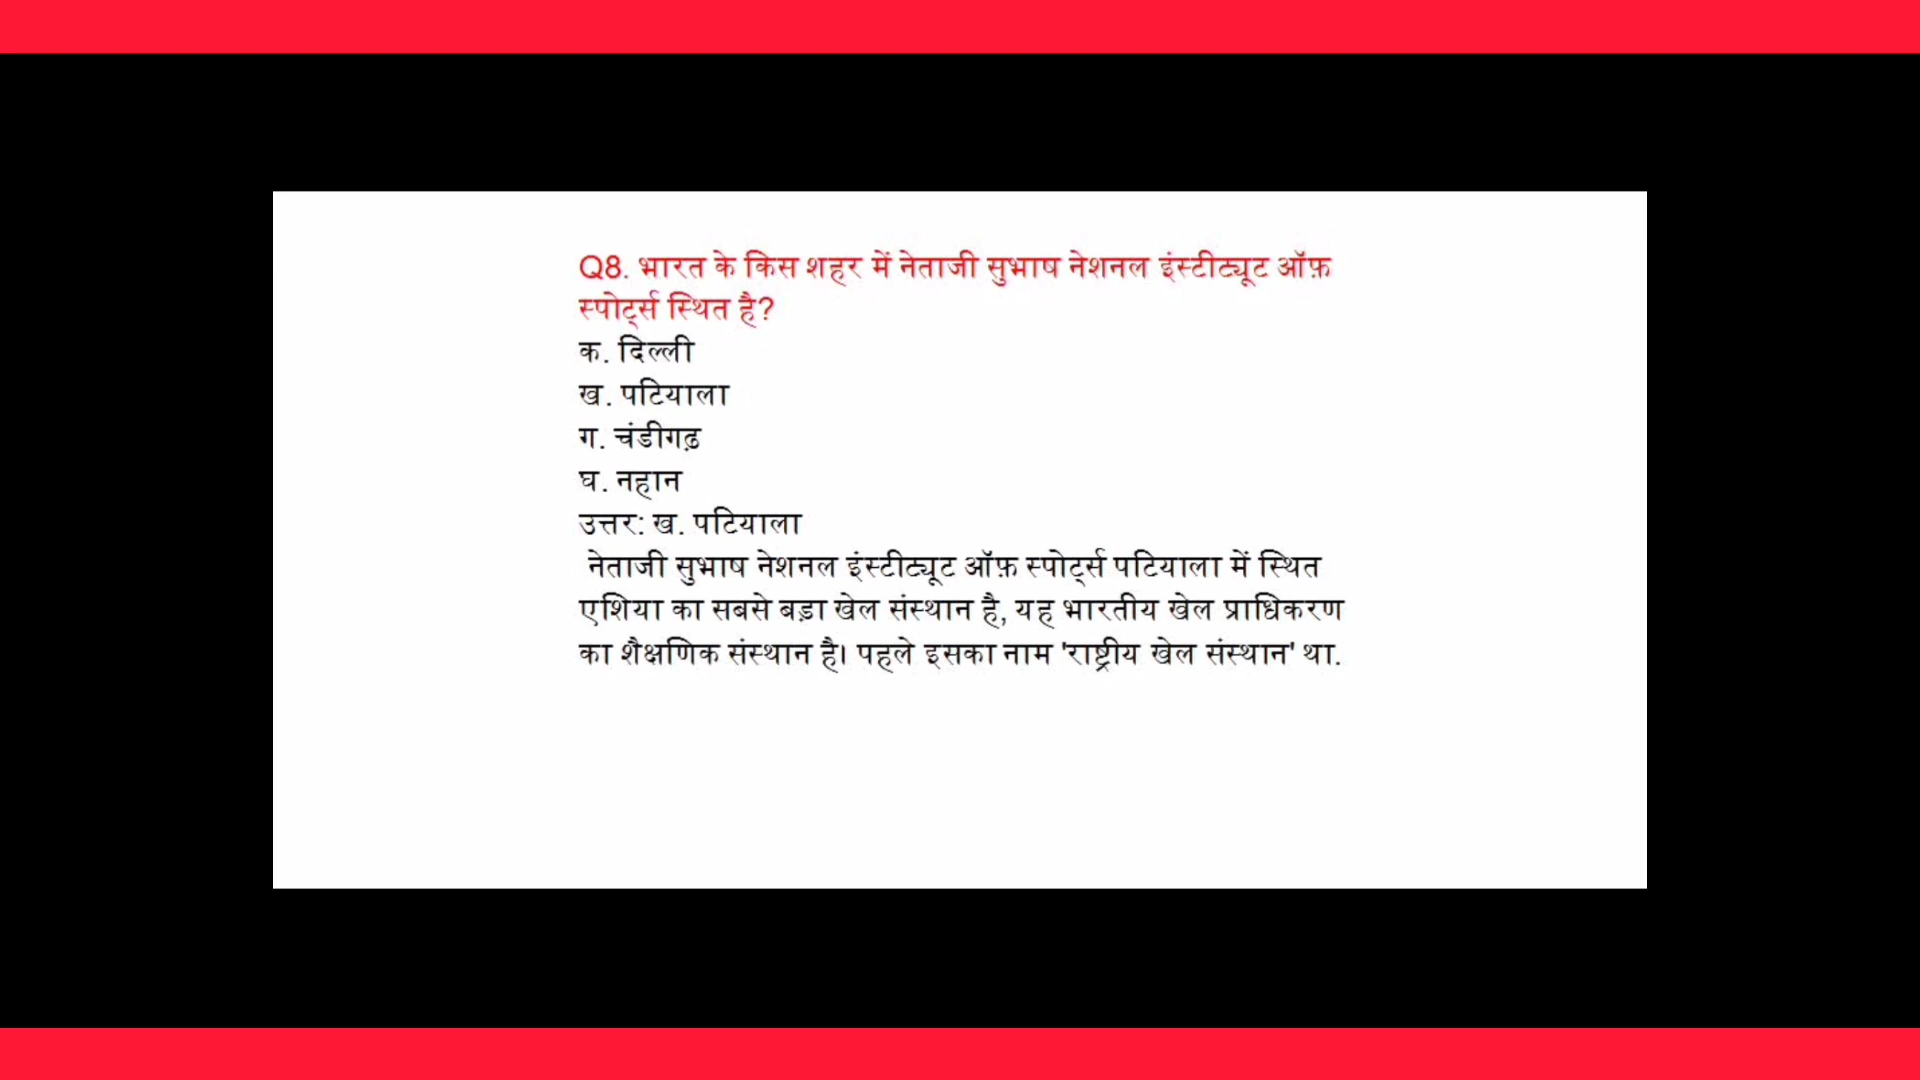 Q8. भारत के किस शहर में नेताजी सुभाष नेशनल इंस्टीट्यूट ऑफ़
स्पोर्ट्स स्थित है?
क. दिल्ली
ख. पटियाला
ग. चंडीगढ़
घ. नहान
उत्तर: ख. पटियाला
नेताजी सुभाष नेशनल इंस्टीट्यूट ऑफ़ स्पोर्ट्स पटियाला में स्थित
एशिया का सबसे बड़ा खेल संस्थान है, यह भारतीय खेल प्राधिकरण
का शैक्षणिक संस्थान है। पहले इसका नाम 'राष्ट्रीय खेल संस्थान' था.